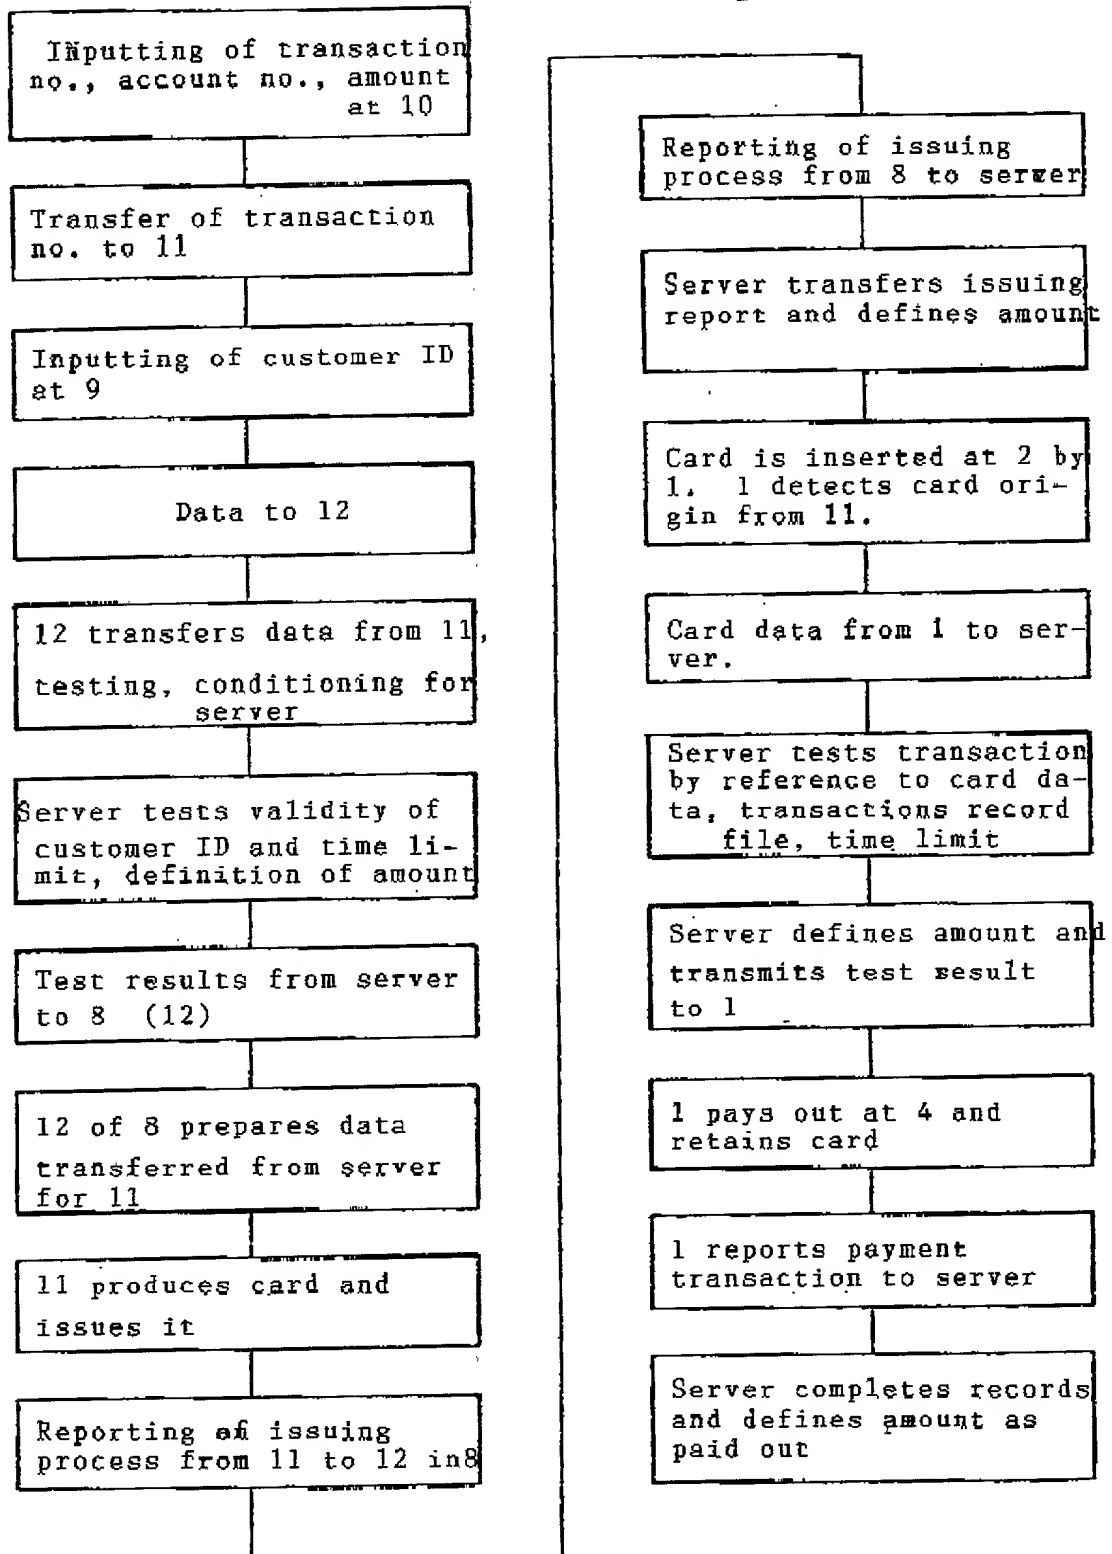 Inputting of transaction
no., account no., amount
at 10
Transfer of transaction
no. to 11
Inputting of customer ID
at 9
Data to 12
12 transfers data from 11,
testing, conditioning for
server
Server tests validity of
customer ID and time li-
mit, definition of amount
Test results from server
to 8 (12)
12 of 8 prepares data
transferred from server
for 11
11 produces card and
issues it
Reporting of issuing
process from 11 to 12 in8
Reporting of issuing
process from 8 to server
Server transfers issuing
report and defines amount
Card is inserted at 2 by
1. 1 detects card ori-
gin from 11.
Card data from 1 to ser-
ver.
Server tests transaction
by reference to card da-
ta, transactions record
file, time limit
Server defines amount and
transmits test result
to 1
1 pays out at 4 and
retains card
1 reports payment
transaction to server
Server completes records
and defines amount as
paid out